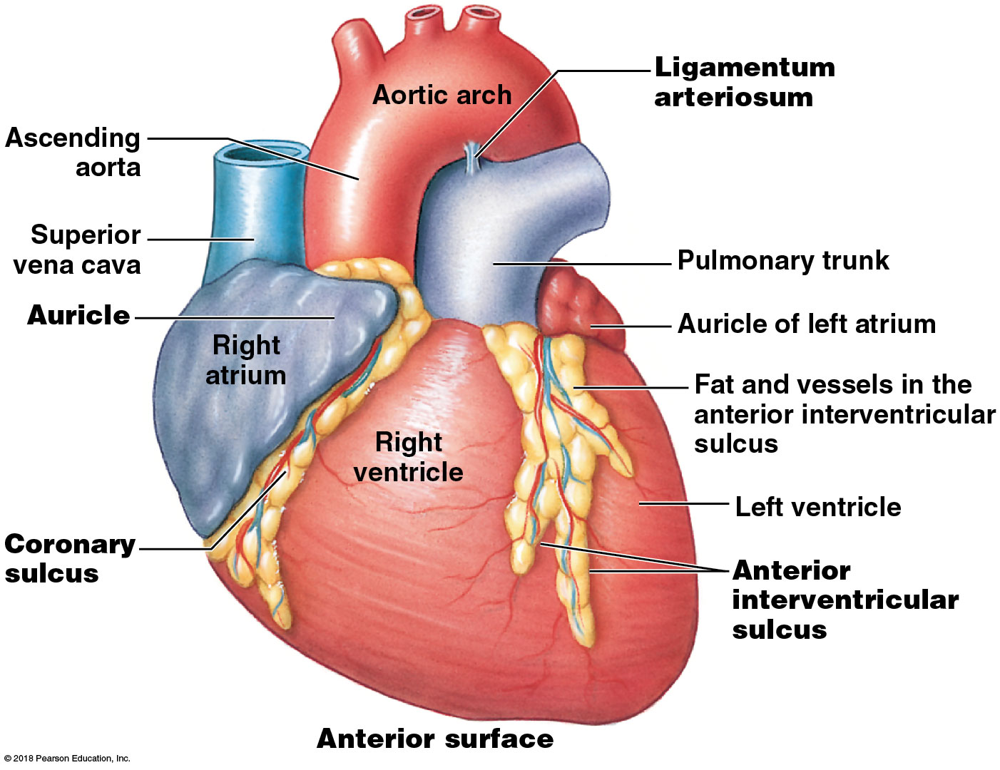 Ligamentum
arteriosum
Aortic arch
Ascending
aorta
Superior
vena cava
Pulmonary trunk
Auricle
Auricle of left atrium
Right
atrium
Fat and vessels in the
anterior interventricular
sulcus
Right
ventricle
Left ventricle
Coronary
sulcus
Anterior
interventricular
sulcus
Anterior surface
© 2018 Pearson Education, Inc.